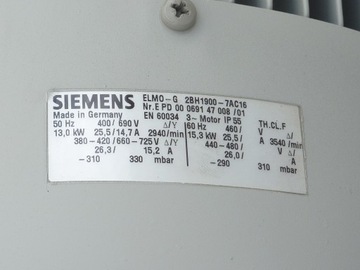 SIEMENS ELMO-G 2BH1900-7AC16
Nr.E PD 00 0691 47 008 /01
Made in Germany EN 60034 3~Motor IP 55 TH.CL.F
50 Hz 400/ 690 V Δ/Y 60 Hz 460/ V Δ/Y
13,0 kW 25,5/14,7 A 2940/min 15,3 kW 25,5/ A 3540/min
380-420/660-725 V Δ/Y 440-480/ V Δ/Y
26,3/ 15,2 A 26,0/ A
-310 330 mbar -290 310 mbar